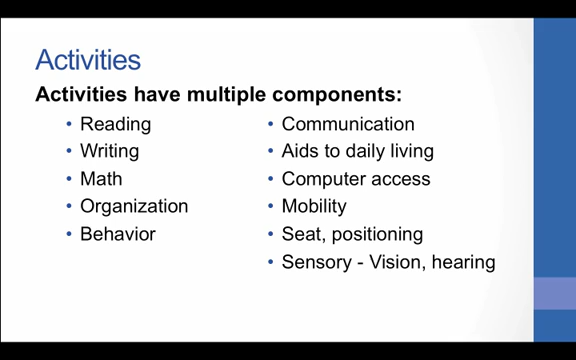 Activities
Activities have multiple components:
• Reading
• Writing
• Math
• Organization
• Behavior
• Communication
• Aids to daily living
• Computer access
• Mobility
• Seat, positioning
• Sensory - Vision, hearing